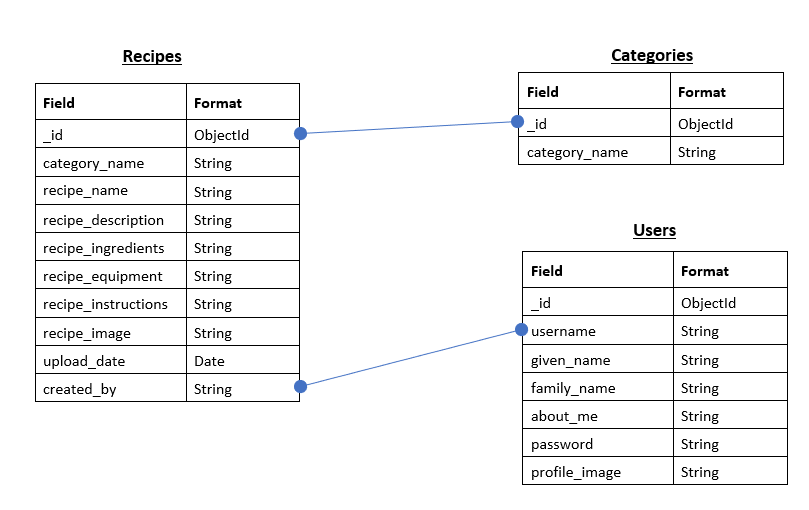 Recipes
Field Format
_id ObjectId
category_name String
recipe_name String
recipe_description String
recipe_ingredients String
recipe_equipment String
recipe_instructions String
recipe_image String
upload_date Date
created_by String
Categories
Field Format
_id ObjectId
category_name String
Users
Field Format
_id ObjectId
username String
given_name String
family_name String
about_me String
password String
profile_image String